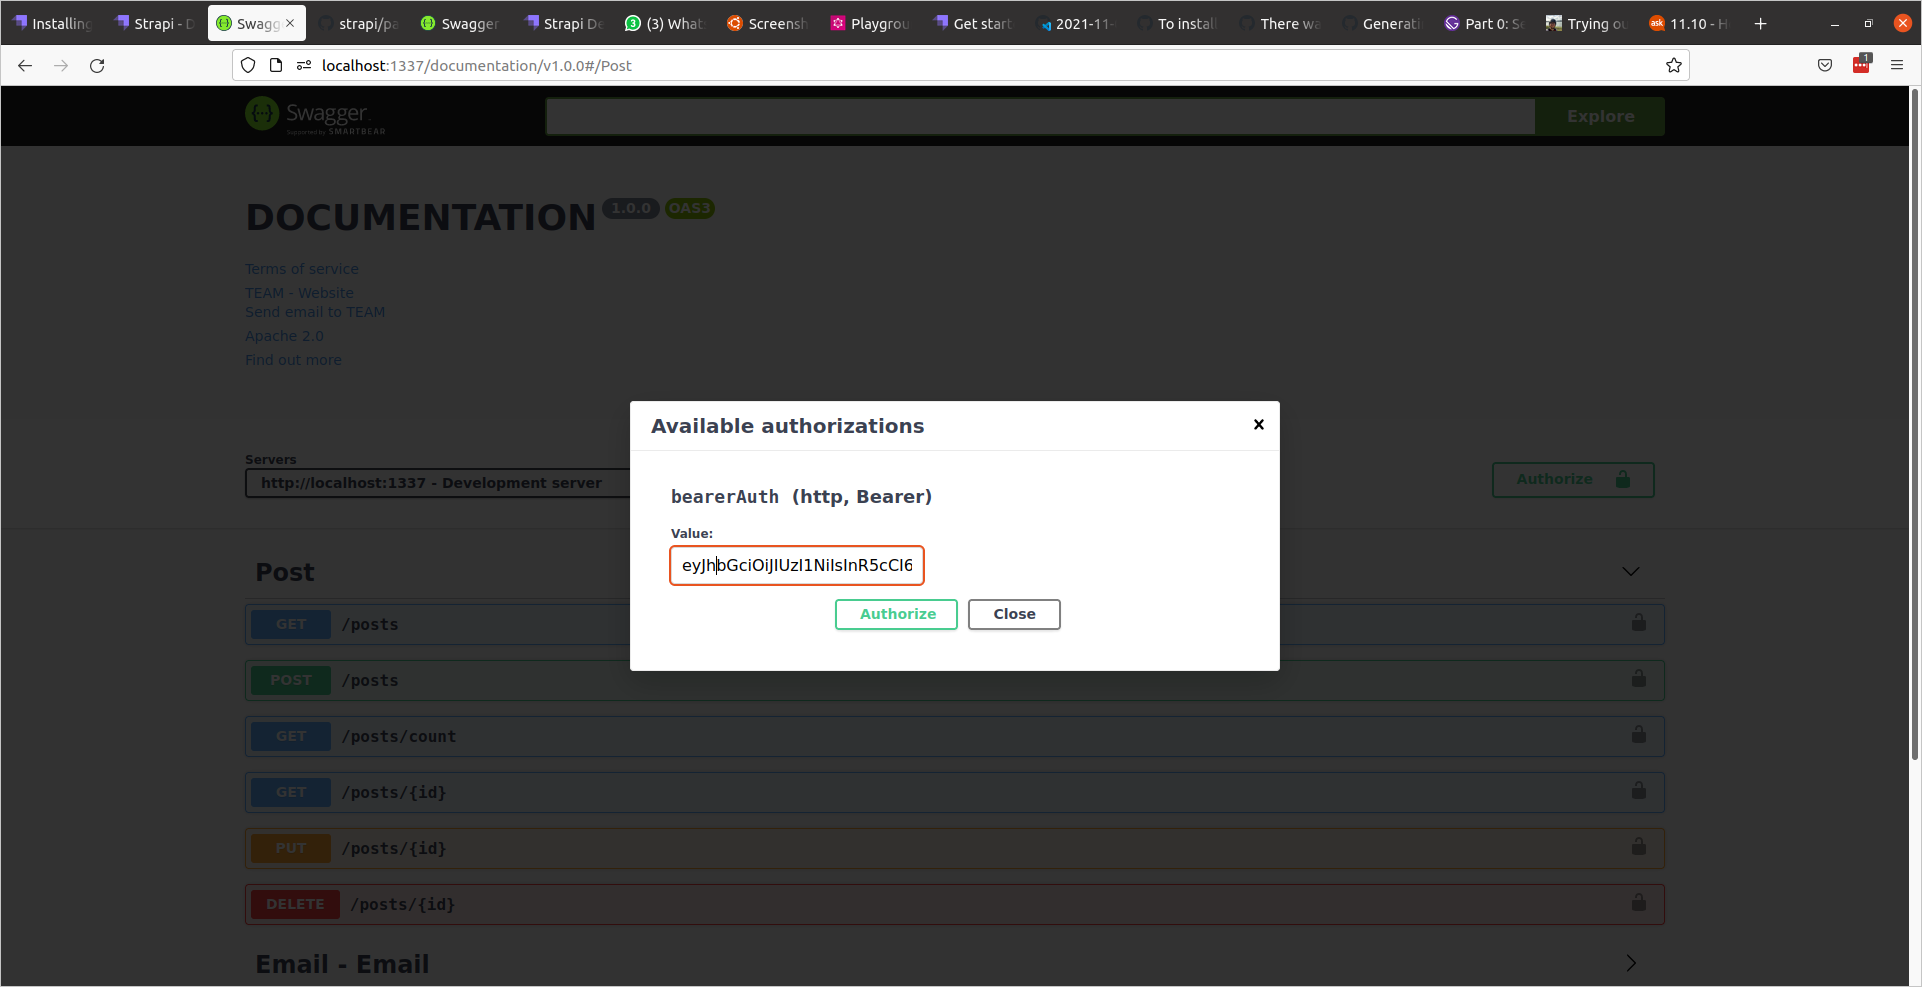 Installing Strapi - D Swagg strapi/pa Swagger Strapi De (3) What Screensh Playgrou Get start 2021-11- To install There wa Generati Part 0: Se Trying ou 11.10 - H
localhost:1337/documentation/v1.0.0#/Post
1
Swagger
Supported by SMARTBEAR
Explore
DOCUMENTATION 1.0.0 OAS3
Terms of service
TEAM - Website
Send email to TEAM
Apache 2.0
Find out more
Available authorizations
bearerAuth (http, Bearer)
Value:
eyJhbGciOiJIUzI1NiIsInR5cCI6
Authorize Close
Servers
http://localhost:1337 - Development server
Authorize
Post
GET /posts
POST /posts
GET /posts/count
GET /posts/{id}
PUT /posts/{id}
DELETE /posts/{id}
Email - Email